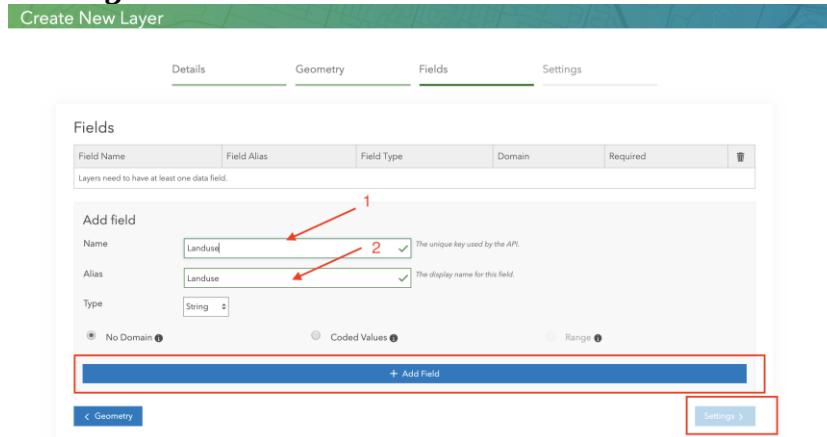 Create New Layer
Details Geometry Fields Settings
Fields
Field Name Field Alias Field Type Domain Required
Layers need to have at least one data field.
1
Add field
Name Landuse The unique key used by the API.
2
Alias Landuse The display name for this field.
Type String
No Domain Coded Values Range
+ Add Field
< Geometry Settings >